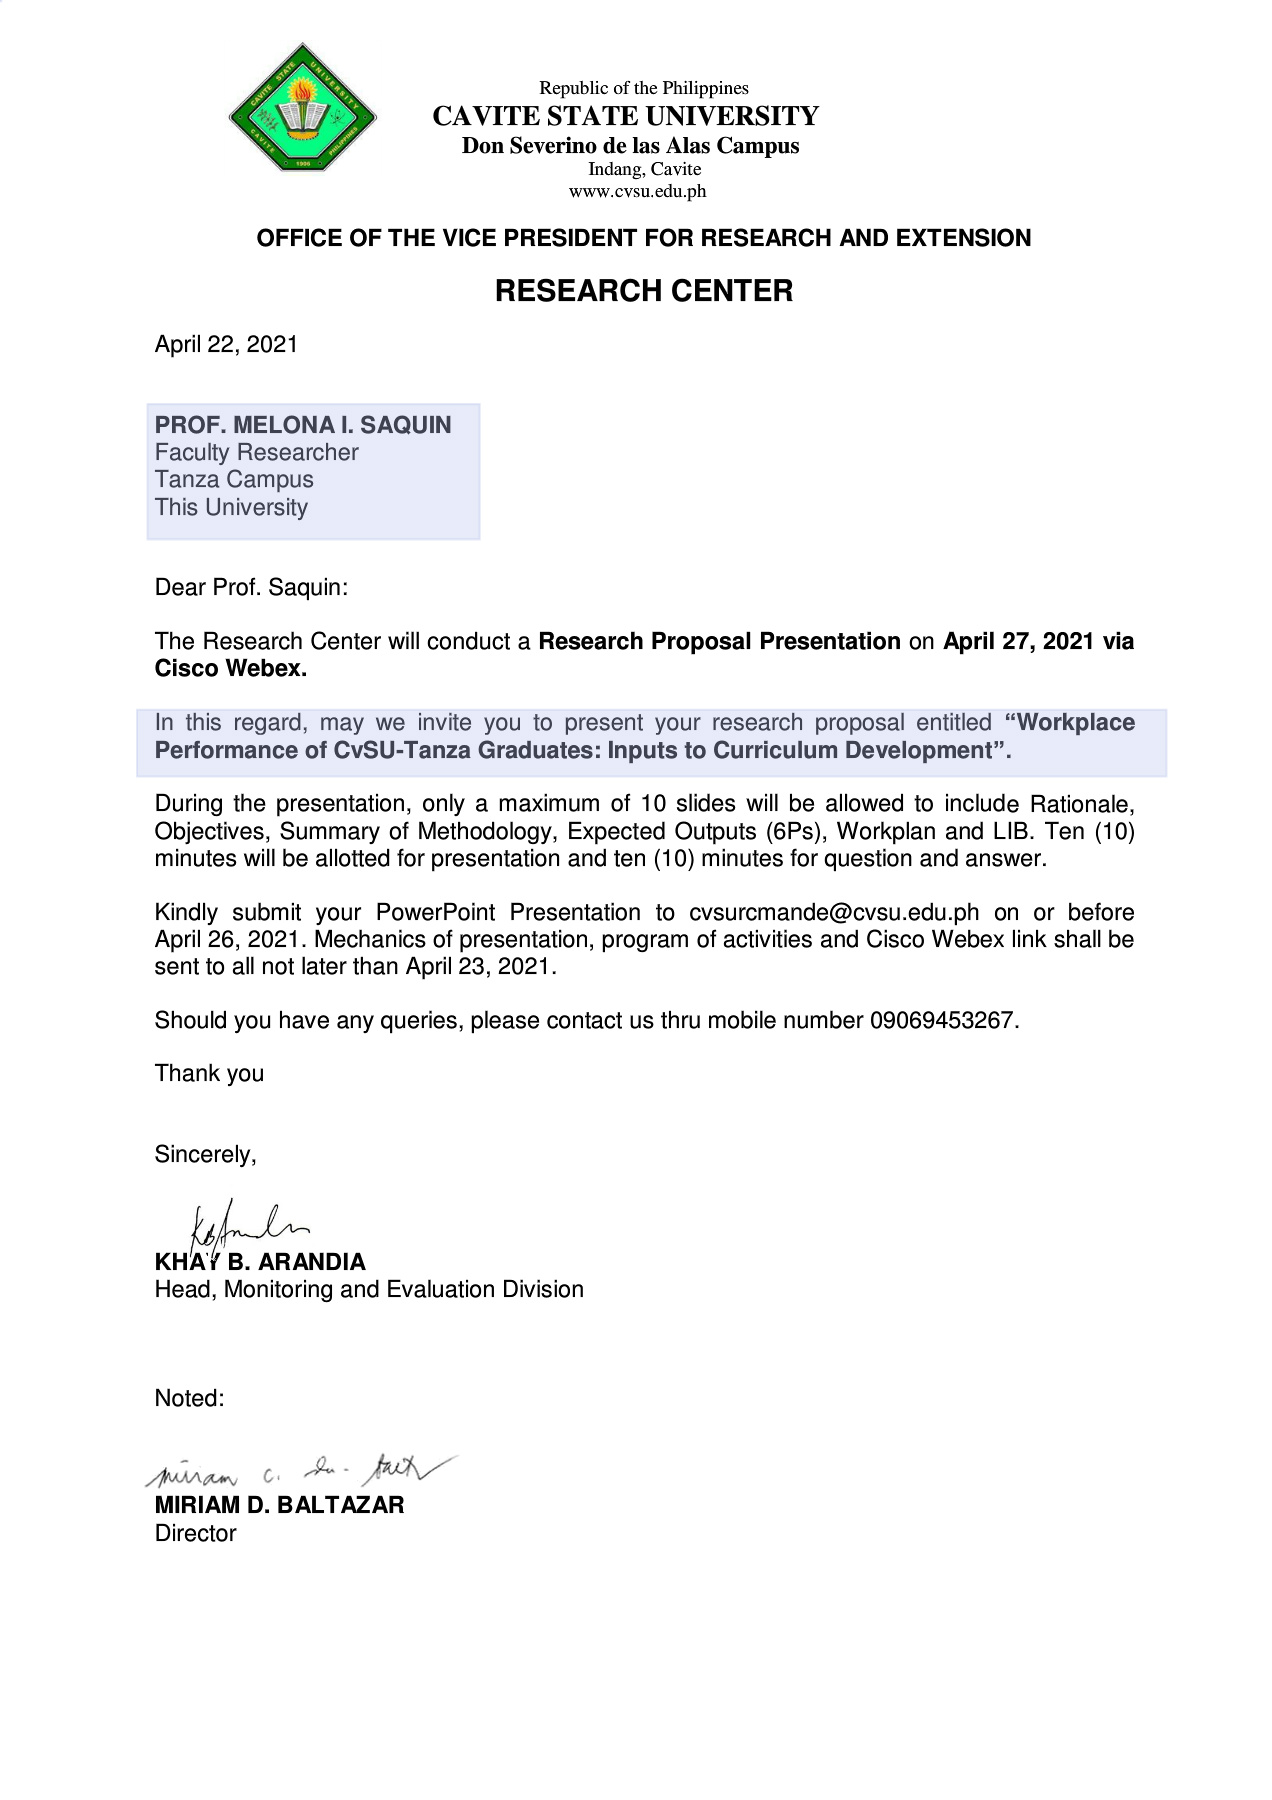 CAVITE STATE UNIVERSITY
CAVITE PHILIPPINES
1906
Republic of the Philippines
CAVITE STATE UNIVERSITY
Don Severino de las Alas Campus
Indang, Cavite
www.cvsu.edu.ph
OFFICE OF THE VICE PRESIDENT FOR RESEARCH AND EXTENSION
RESEARCH CENTER
April 22, 2021
PROF. MELONA I. SAQUIN
Faculty Researcher
Tanza Campus
This University
Dear Prof. Saquin:
The Research Center will conduct a Research Proposal Presentation on April 27, 2021 via
Cisco Webex.
In this regard, may we invite you to present your research proposal entitled “Workplace
Performance of CvSU-Tanza Graduates: Inputs to Curriculum Development”.
During the presentation, only a maximum of 10 slides will be allowed to include Rationale,
Objectives, Summary of Methodology, Expected Outputs (6Ps), Workplan and LIB. Ten (10)
minutes will be allotted for presentation and ten (10) minutes for question and answer.
Kindly submit your PowerPoint Presentation to cvsurcmande@cvsu.edu.ph on or before
April 26, 2021. Mechanics of presentation, program of activities and Cisco Webex link shall be
sent to all not later than April 23, 2021.
Should you have any queries, please contact us thru mobile number 09069453267.
Thank you
Sincerely,
KHAY B. ARANDIA
Head, Monitoring and Evaluation Division
Noted:
MIRIAM D. BALTAZAR
Director